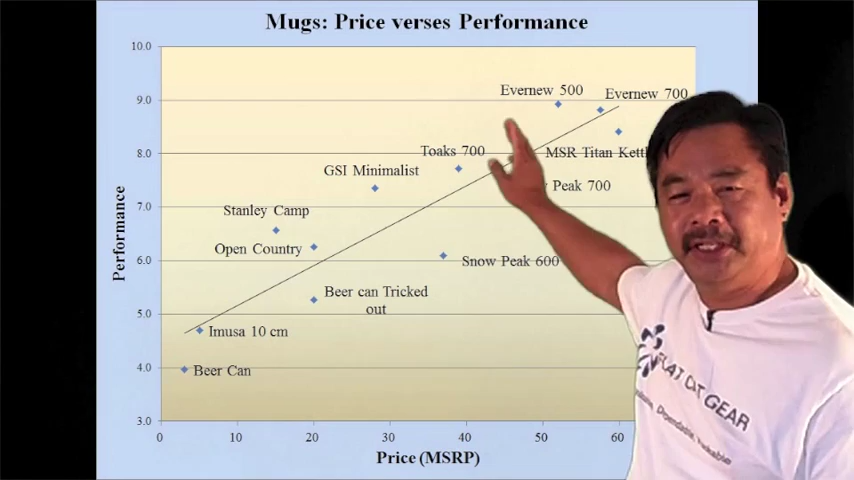 Mugs: Price verses Performance
10.0
9.0
8.0
7.0
6.0
5.0
4.0
3.0
Performance
Evernew 500
Evernew 700
Toaks 700
MSR Titan
GSI Minimalist
Peak 700
Stanley Camp
Open Country
Snow Peak 600
Beer can Tricked
out
Imusa 10 cm
Beer Can
0
10
20
30
40
50
60
Price (MSRP)
GEAR